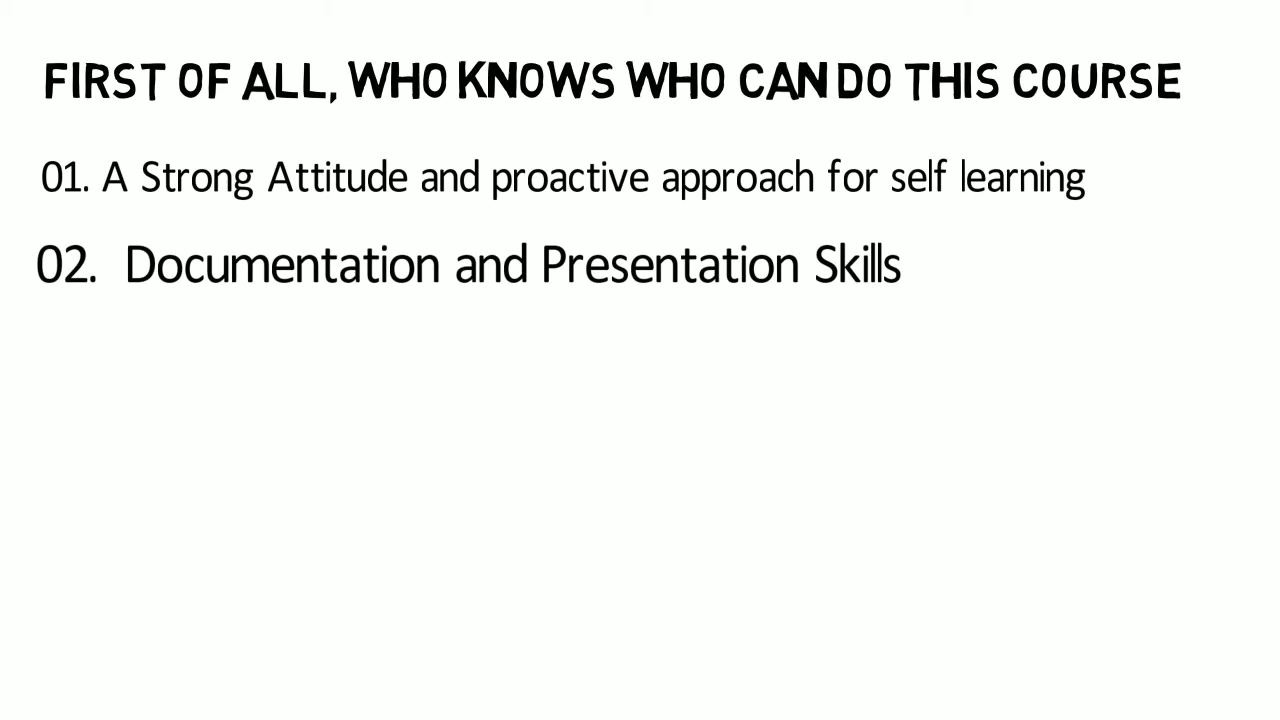 FIRST OF ALL, WHO KNOWS WHO CAN DO THIS COURSE
01. A Strong Attitude and proactive approach for self learning
02. Documentation and Presentation Skills